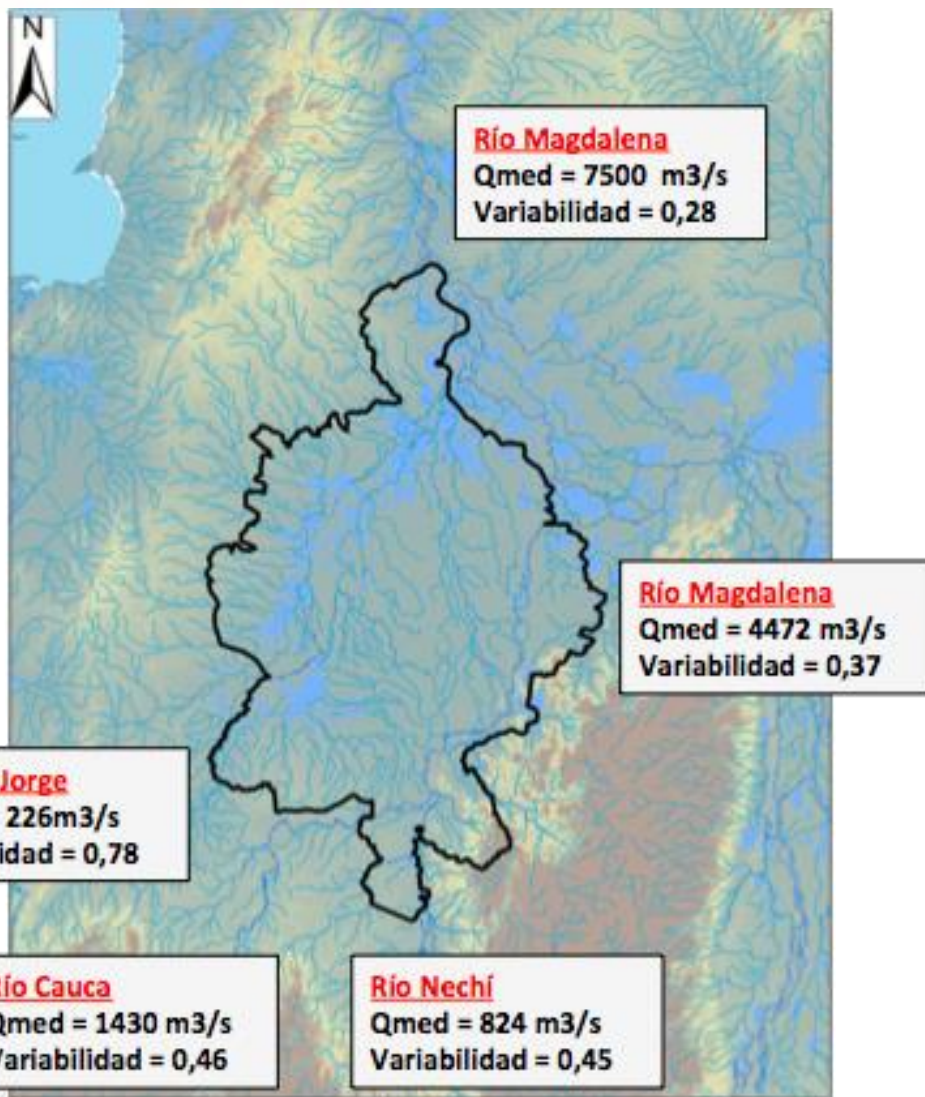 N
Río Magdalena
Qmed = 7500 m3/s
Variabilidad = 0,28
Río Magdalena
Qmed = 4472 m3/s
Variabilidad = 0,37
Jorge
226m3/s
idad = 0,78
ío Cauca
Qmed = 1430 m3/s
Variabilidad = 0,46
Río Nechí
Qmed = 824 m3/s
Variabilidad = 0,45